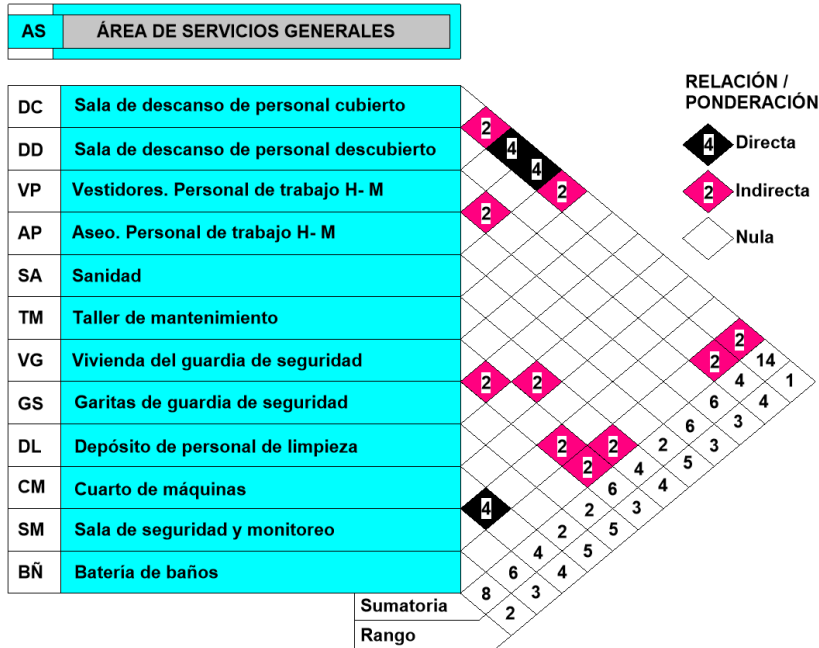 AS ÁREA DE SERVICIOS GENERALES
RELACIÓN /
PONDERACIÓN
4 Directa
2 Indirecta
Nula
DC Sala de descanso de personal cubierto
DD Sala de descanso de personal descubierto
VP Vestidores. Personal de trabajo H- M
AP Aseo. Personal de trabajo H- M
SA Sanidad
TM Taller de mantenimiento
VG Vivienda del guardia de seguridad
GS Garitas de guardia de seguridad
DL Depósito de personal de limpieza
CM Cuarto de máquinas
SM Sala de seguridad y monitoreo
BÑ Batería de baños
2
4
4
2
2
2
2 14
2 2 4 1
6 4
6 3
2 2 2 3
2 4 5
6 4
4 2 3
2 5
4 5
6 4
8 3
2
Sumatoria
Rango